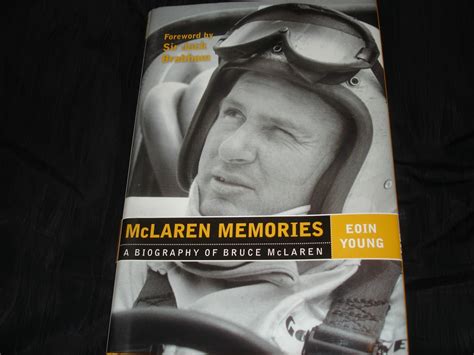 Foreword by
Sir Jack
Brabham
McLAREN MEMORIES
A BIOGRAPHY OF BRUCE McLAREN
EOIN
YOUNG